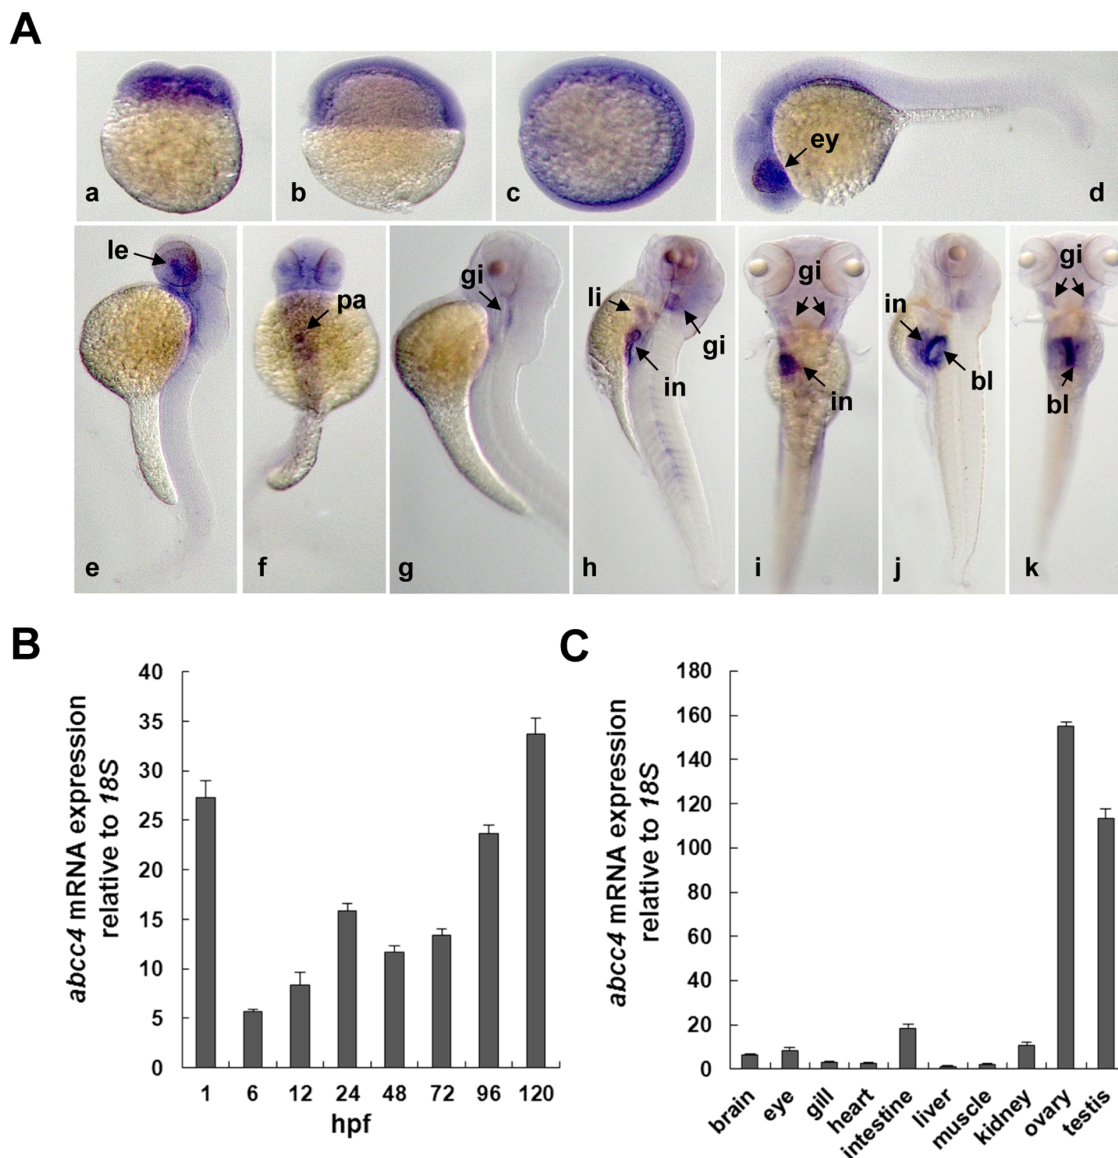 A
a
b
c
ey
d
le
e
pa
f
gi
g
li
in
gi
h
gi
in
i
in
bl
j
gi
bl
k
B
abcc4 mRNA expression
relative to 18S
40
35
30
25
20
15
10
5
0
1 6 12 24 48 72 96 120
hpf
C
abcc4 mRNA expression
relative to 18S
180
160
140
120
100
80
60
40
20
0
brain eye gill heart intestine liver muscle kidney ovary testis